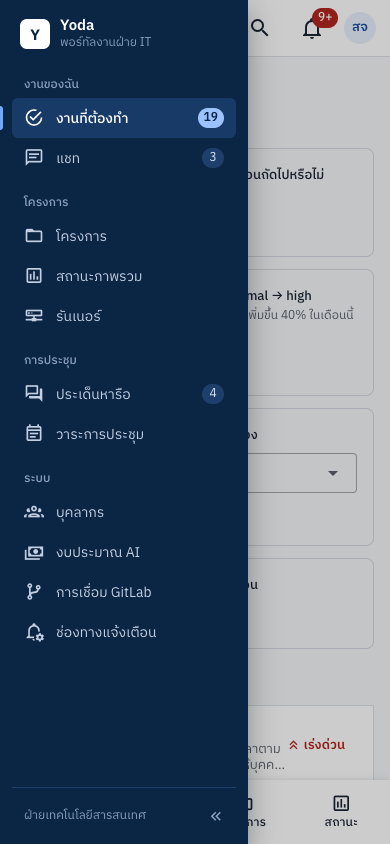 Y
Yoda
พอร์ทัลงานฝ่าย IT
9+
สจ
งานของฉัน
งานที่ต้องทำ
19
แชท
3
โครงการ
โครงการ
สถานะภาพรวม
รันเนอร์
การประชุม
ประเด็นหารือ
4
วาระการประชุม
ระบบ
บุคลากร
งบประมาณ AI
การเชื่อม GitLab
ช่องทางแจ้งเตือน
ฝ่ายเทคโนโลยีสารสนเทศ
วนถัดไปหรือไม่
mal → high
พิ่มขึ้น 40% ในเดือนนี้
อง
วน
ลาตาม
เร่งด่วน
รับุคค...
การ
สถานะ